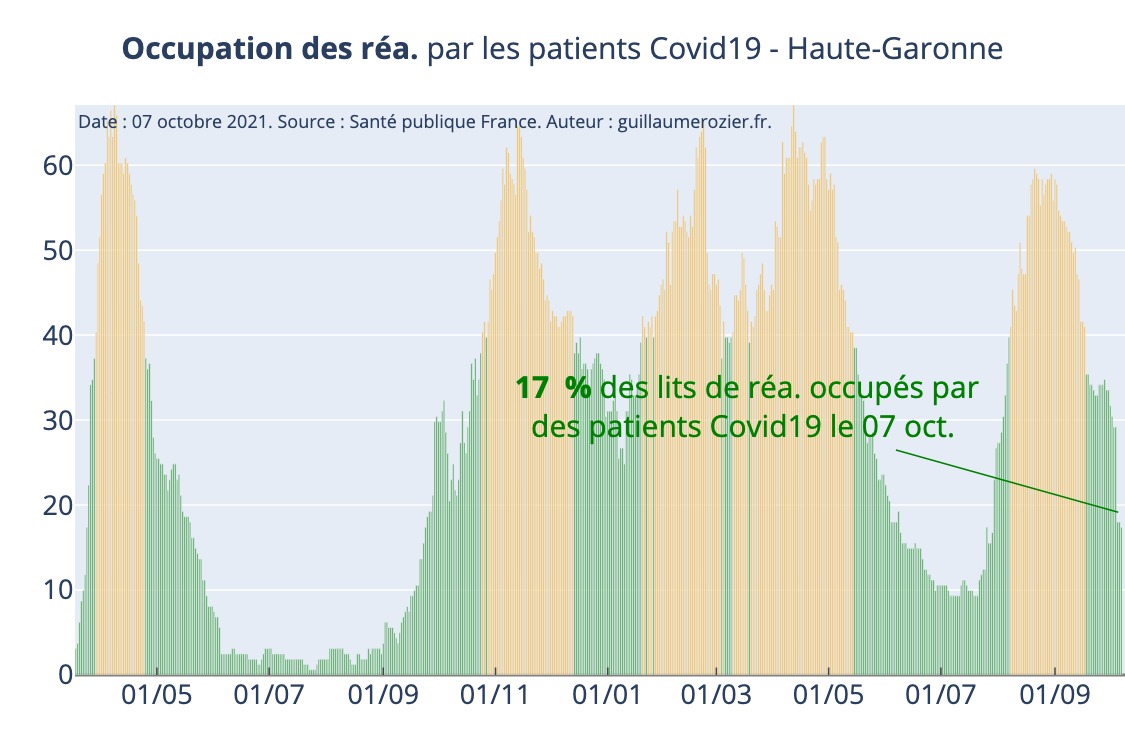 Occupation des réa. par les patients Covid19 - Haute-Garonne
Date : 07 octobre 2021. Source : Santé publique France. Auteur : guillaumerozier.fr.
60
50
40
30
20
10
0
17 % des lits de réa. occupés par
des patients Covid19 le 07 oct.
01/05 01/07 01/09 01/11 01/01 01/03 01/05 01/07 01/09